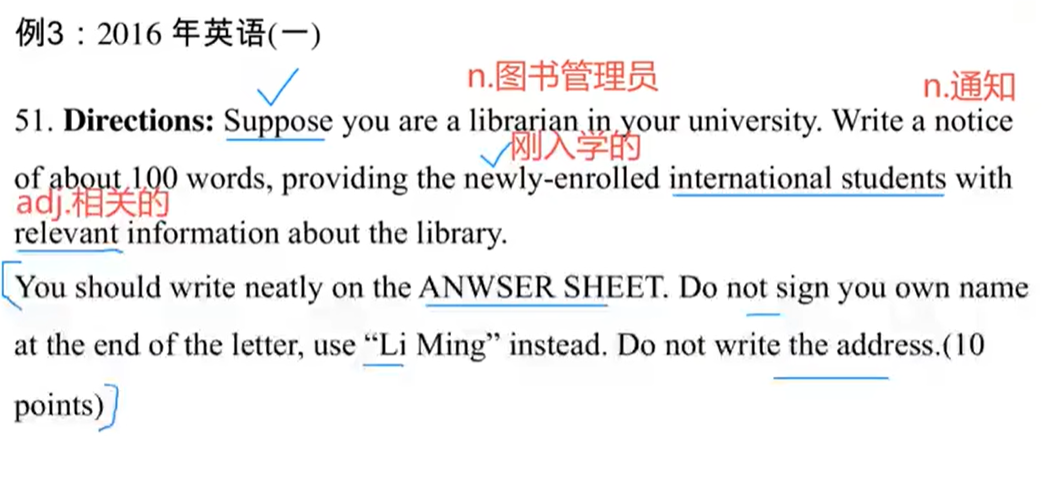 例3：2016 年英语(一)
n.图书管理员
n.通知
51. Directions: Suppose you are a librarian in your university. Write a notice
刚入学的
of about 100 words, providing the newly-enrolled international students with
adj.相关的
relevant information about the library.
You should write neatly on the ANWSER SHEET. Do not sign you own name
at the end of the letter, use “Li Ming” instead. Do not write the address.(10
points)